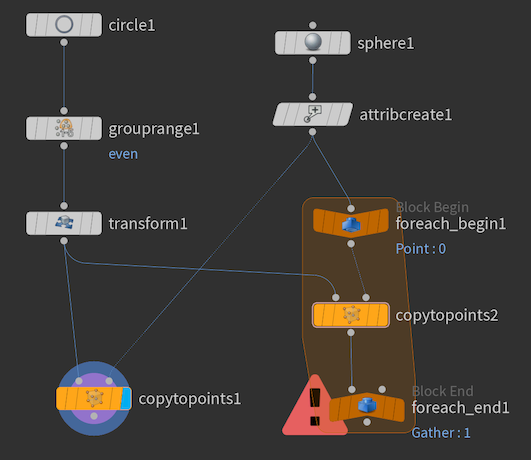 circle1
sphere1
attribcreate1
grouprange1
even
Block Begin
foreach_begin1
Point : 0
transform1
copytopoints2
Block End
foreach_end1
Gather : 1
copytopoints1